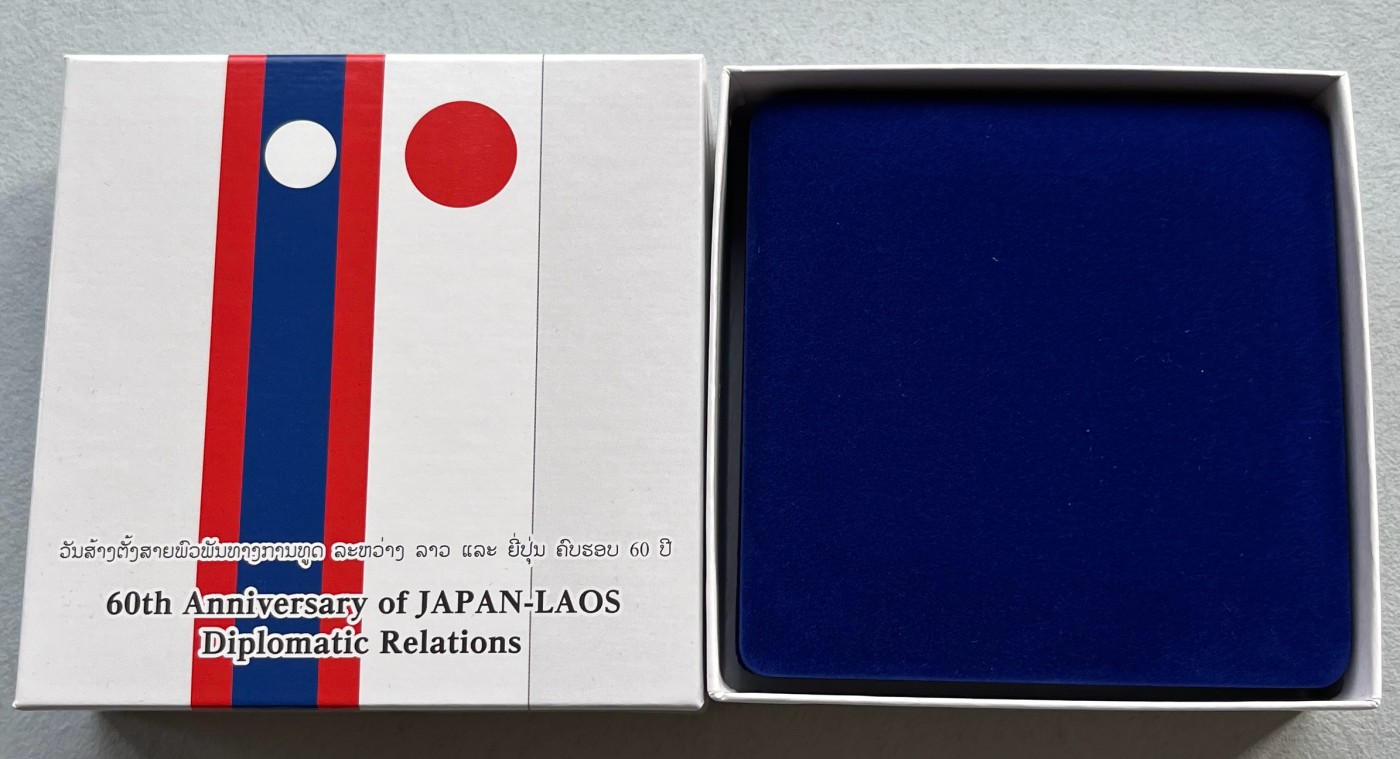 ວັນສ້າງຕັ້ງສາຍພົວພັນທາງການທູດ ລະຫວ່າງ ລາວ ແລະ ຍີ່ປຸ່ນ ຄົບຮອບ 60 ປີ
60th Anniversary of JAPAN-LAOS
Diplomatic Relations